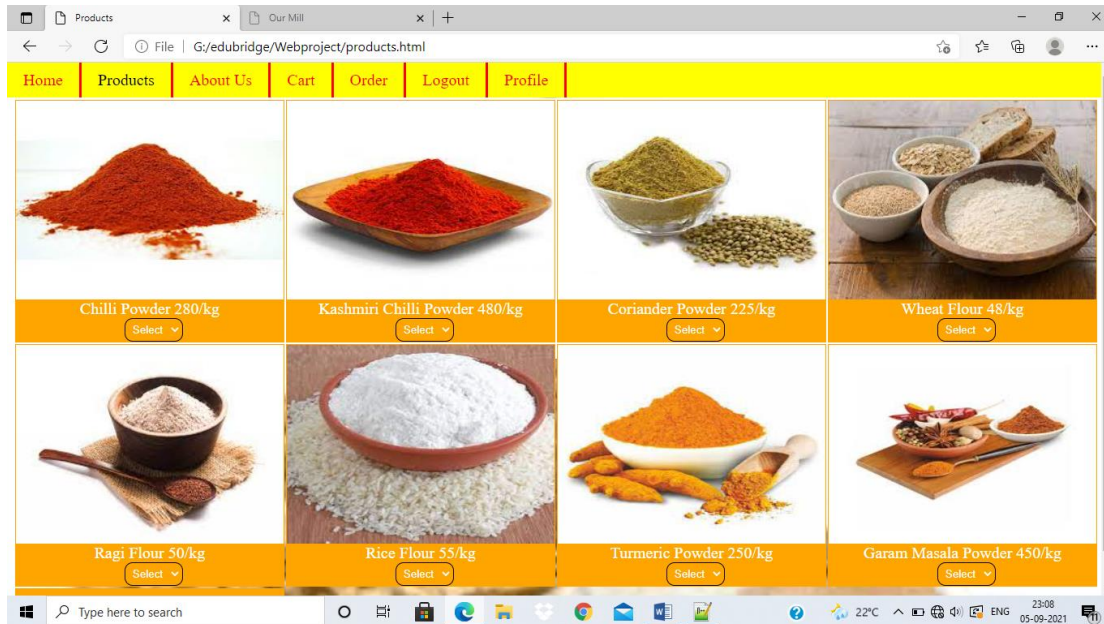 Products
Our Mill
File G:/edubridge/Webproject/products.html
Home Products About Us Cart Order Logout Profile
Chilli Powder 280/kg
Select
Kashmiri Chilli Powder 480/kg
Select
Coriander Powder 225/kg
Select
Wheat Flour 48/kg
Select
Ragi Flour 50/kg
Select
Rice Flour 55/kg
Select
Turmeric Powder 250/kg
Select
Garam Masala Powder 450/kg
Select
Type here to search
22°C ENG 23:08
05-09-2021